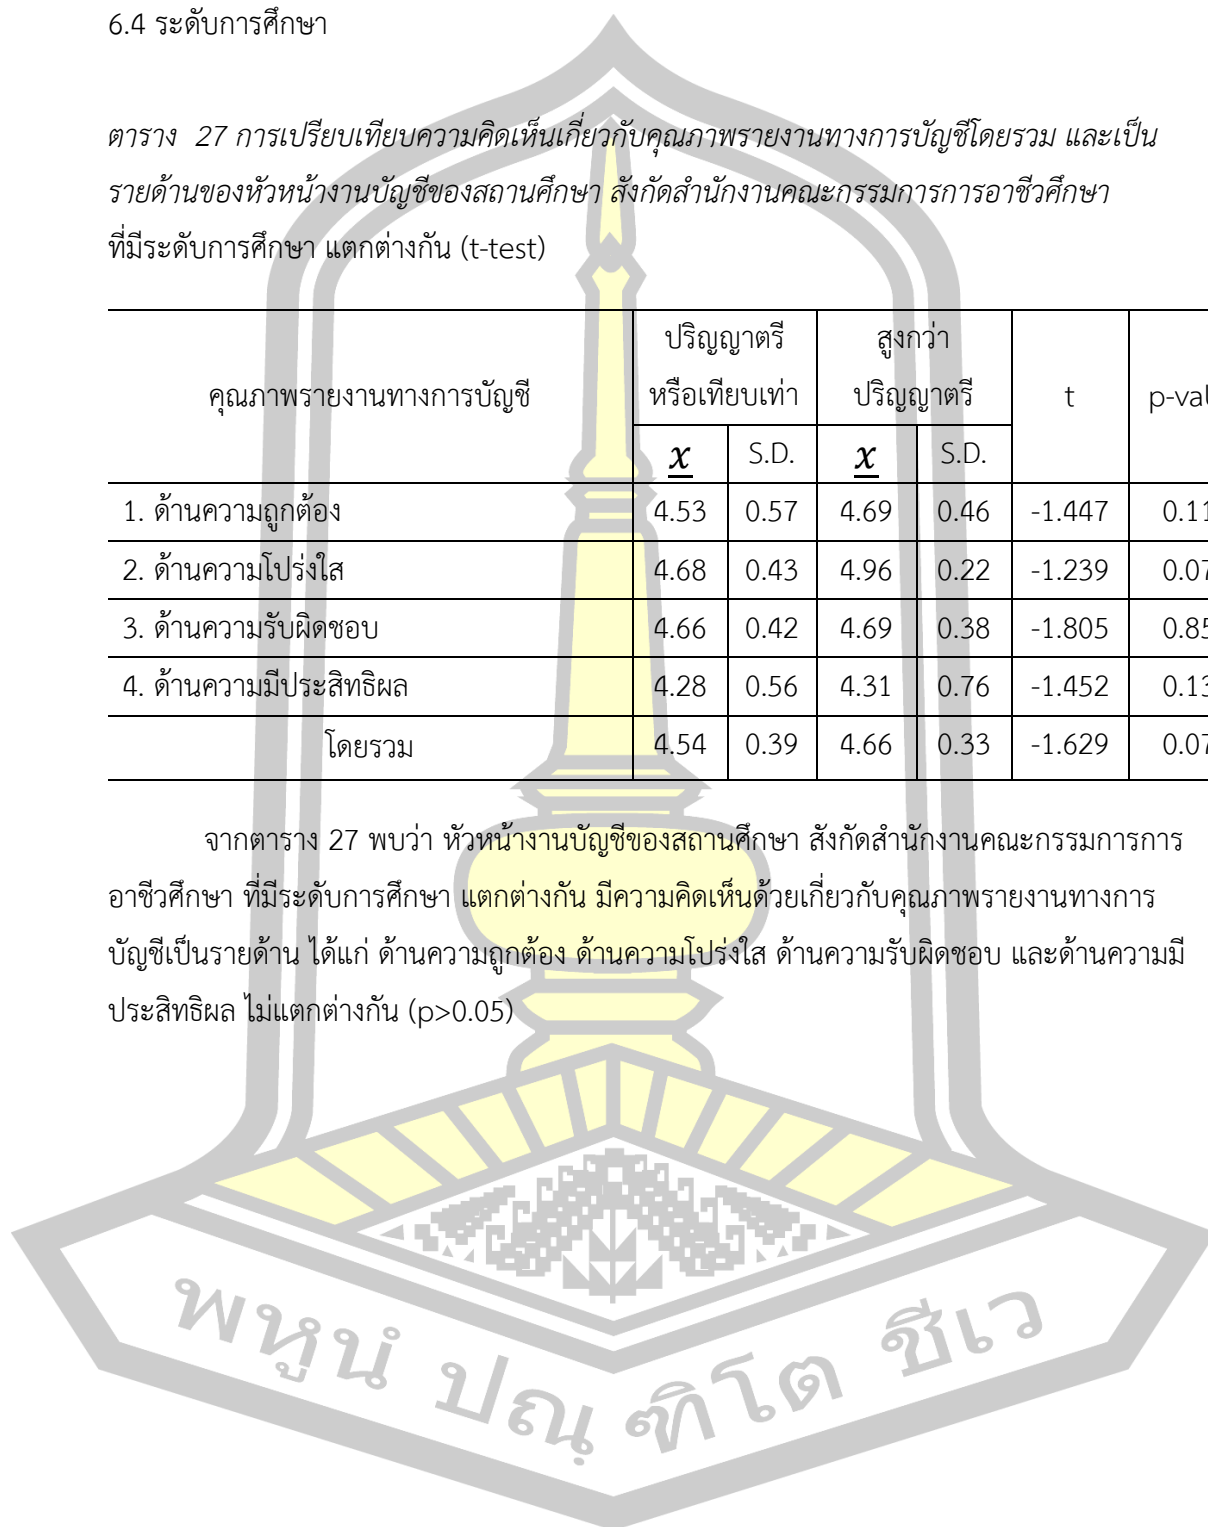 6.4 ระดับการศึกษา
ตาราง 27 การเปรียบเทียบความคิดเห็นเกี่ยวกับคุณภาพรายงานทางการบัญชีโดยรวม และเป็น
รายด้านของหัวหน้างานบัญชีของสถานศึกษา สังกัดสำนักงานคณะกรรมการการอาชีวศึกษา
ที่มีระดับการศึกษา แตกต่างกัน (t-test)
คุณภาพรายงานทางการบัญชี ปริญญาตรี หรือเทียบเท่า สูงกว่า ปริญญาตรี t p-val
x S.D. x S.D.
1. ด้านความถูกต้อง 4.53 0.57 4.69 0.46 -1.447 0.11
2. ด้านความโปร่งใส 4.68 0.43 4.96 0.22 -1.239 0.07
3. ด้านความรับผิดชอบ 4.66 0.42 4.69 0.38 -1.805 0.85
4. ด้านความมีประสิทธิผล 4.28 0.56 4.31 0.76 -1.452 0.13
โดยรวม 4.54 0.39 4.66 0.33 -1.629 0.07
จากตาราง 27 พบว่า หัวหน้างานบัญชีของสถานศึกษา สังกัดสำนักงานคณะกรรมการการ
อาชีวศึกษา ที่มีระดับการศึกษา แตกต่างกัน มีความคิดเห็นด้วยเกี่ยวกับคุณภาพรายงานทางการ
บัญชีเป็นรายด้าน ได้แก่ ด้านความถูกต้อง ด้านความโปร่งใส ด้านความรับผิดชอบ และด้านความมี
ประสิทธิผล ไม่แตกต่างกัน (p>0.05)
พหูนํ ปณฺฑิโต ชีเว